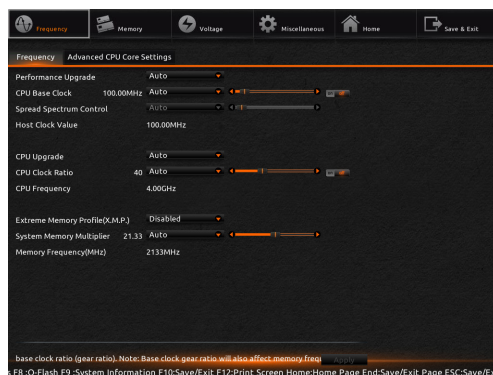 Frequency Memory Voltage Miscellaneous Home Save & Exit
Frequency Advanced CPU Core Settings
Performance Upgrade Auto
CPU Base Clock 100.00MHz Auto
Spread Spectrum Control Auto
Host Clock Value 100.00MHz
CPU Upgrade Auto
CPU Clock Ratio 40 Auto
CPU Frequency 4.00GHz
Extreme Memory Profile(X.M.P.) Disabled
System Memory Multiplier 21.33 Auto
Memory Frequency(MHz) 2133MHz
base clock ratio (gear ratio). Note: Base clock gear ratio will also affect memory frequ Apply
s F8 :Q-Flash F9 :System Information F10:Save/Exit F12:Print Screen Home:Home Page End:Save/Exit Page ESC:Save/Ex